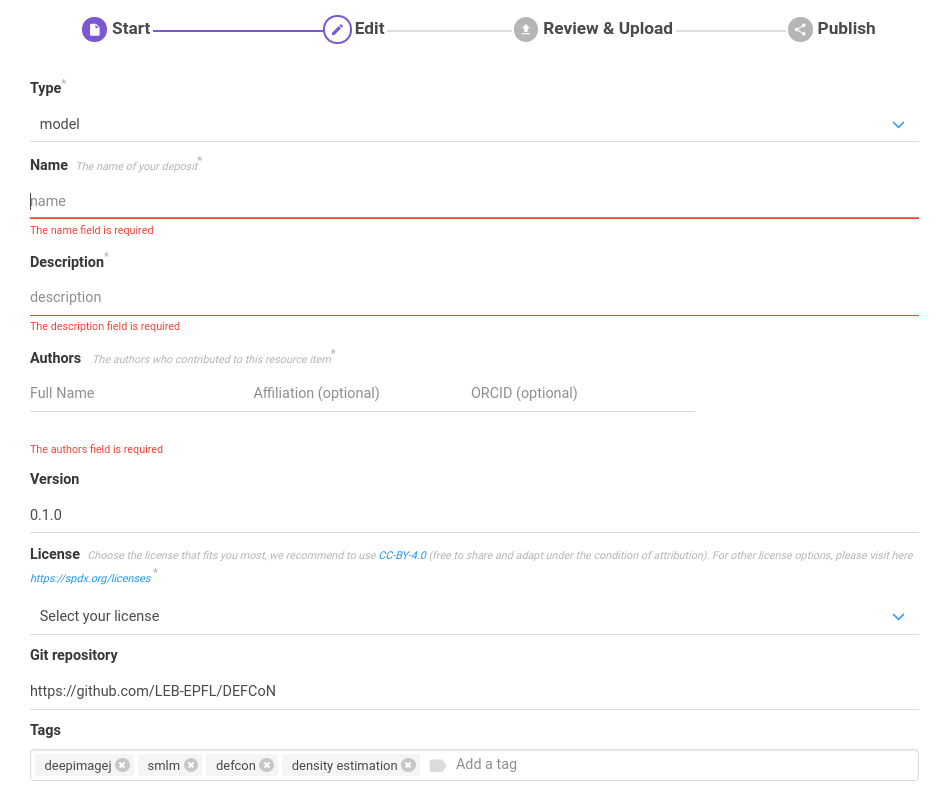 Start Edit Review & Upload Publish
Type*
model
Name The name of your deposit*
name
The name field is required
Description*
description
The description field is required
Authors The authors who contributed to this resource item*
Full Name Affiliation (optional) ORCID (optional)
The authors field is required
Version
0.1.0
License Choose the license that fits you most, we recommend to use CC-BY-4.0 (free to share and adapt under the condition of attribution). For other license options, please visit here
https://spdx.org/licenses *
Select your license
Git repository
https://github.com/LEB-EPFL/DEFCoN
Tags
deepimagej smlm defcon density estimation Add a tag